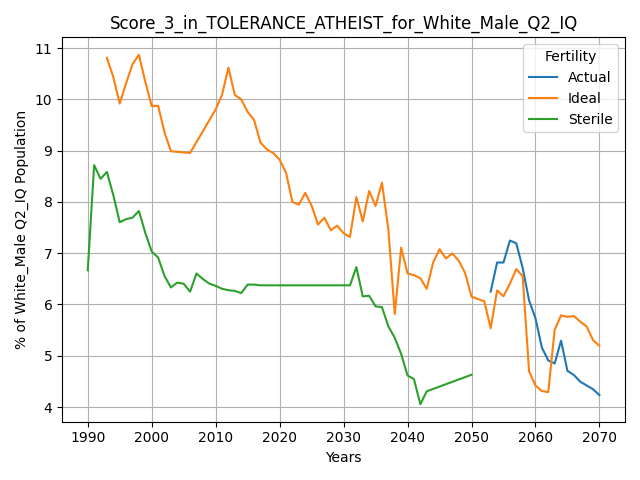 Score_3_in_TOLERANCE_ATHEIST_for_White_Male_Q2_IQ
% of White_Male Q2_IQ Population
11
10
9
8
7
6
5
4
Fertility
Actual
Ideal
Sterile
1990 2000 2010 2020 2030 2040 2050 2060 2070
Years